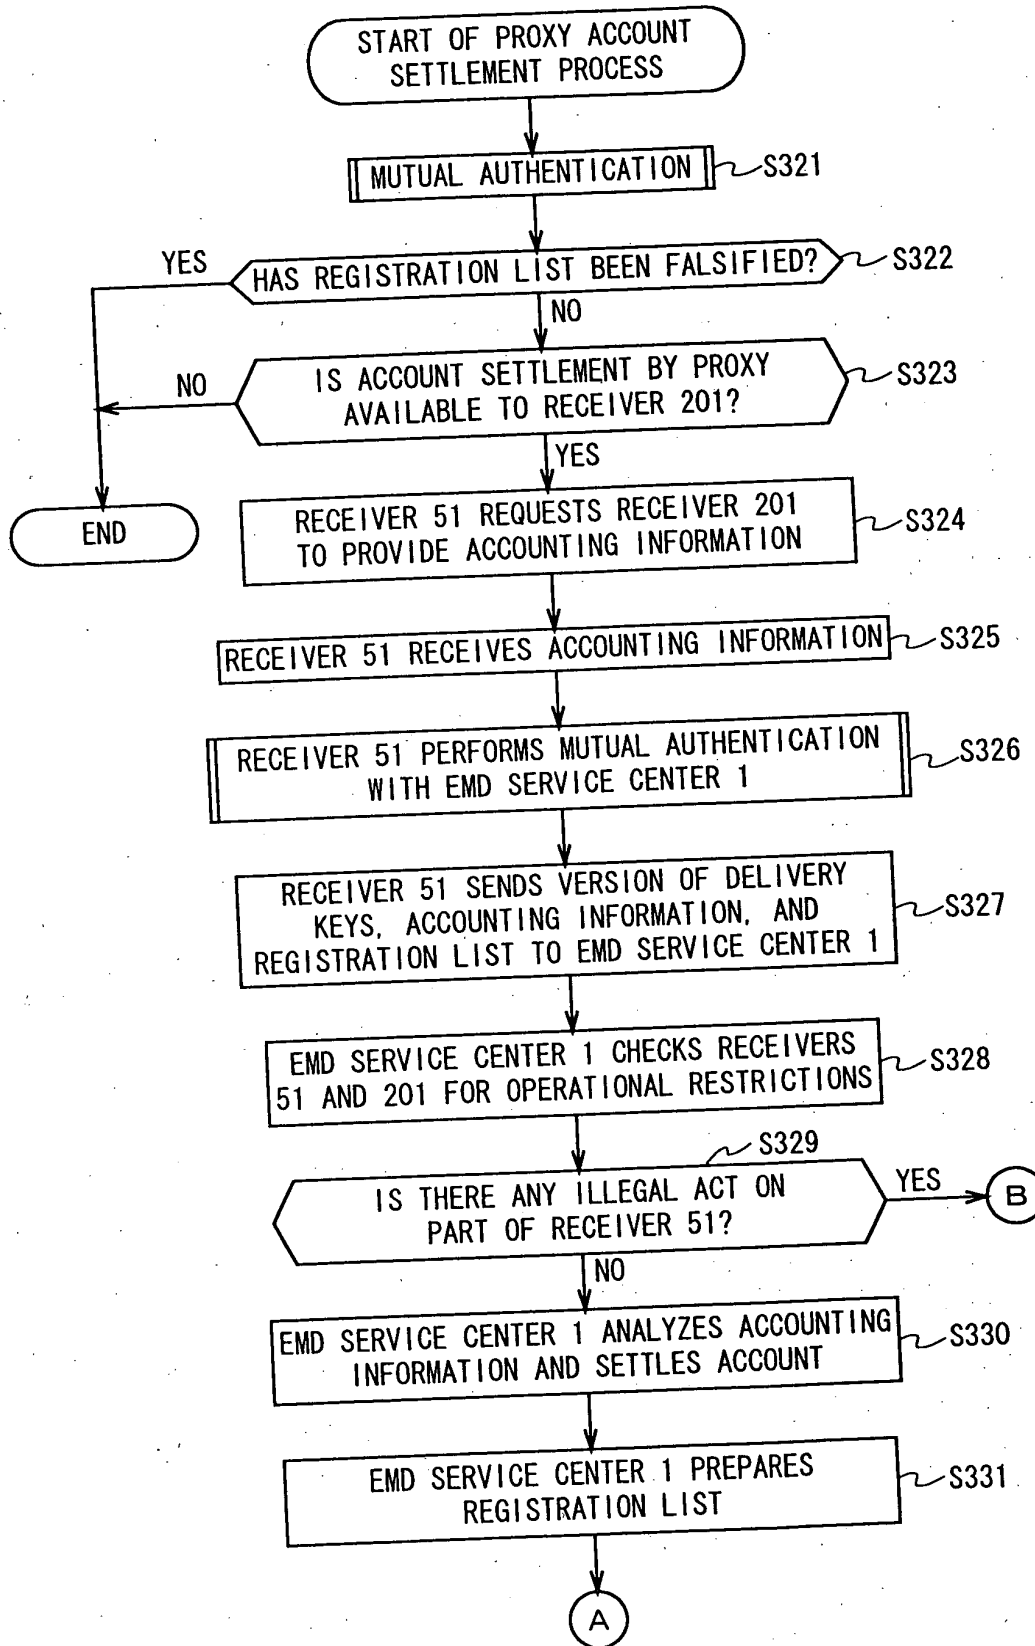 START OF PROXY ACCOUNT
SETTLEMENT PROCESS
MUTUAL AUTHENTICATION
S321
YES
HAS REGISTRATION LIST BEEN FALSIFIED?
S322
NO
NO
IS ACCOUNT SETTLEMENT BY PROXY
AVAILABLE TO RECEIVER 201?
S323
YES
END
RECEIVER 51 REQUESTS RECEIVER 201
TO PROVIDE ACCOUNTING INFORMATION
S324
RECEIVER 51 RECEIVES ACCOUNTING INFORMATION
S325
RECEIVER 51 PERFORMS MUTUAL AUTHENTICATION
WITH EMD SERVICE CENTER 1
S326
RECEIVER 51 SENDS VERSION OF DELIVERY
KEYS, ACCOUNTING INFORMATION, AND
REGISTRATION LIST TO EMD SERVICE CENTER 1
S327
EMD SERVICE CENTER 1 CHECKS RECEIVERS
51 AND 201 FOR OPERATIONAL RESTRICTIONS
S328
S329
IS THERE ANY ILLEGAL ACT ON
PART OF RECEIVER 51?
YES
B
NO
EMD SERVICE CENTER 1 ANALYZES ACCOUNTING
INFORMATION AND SETTLES ACCOUNT
S330
EMD SERVICE CENTER 1 PREPARES
REGISTRATION LIST
S331
A